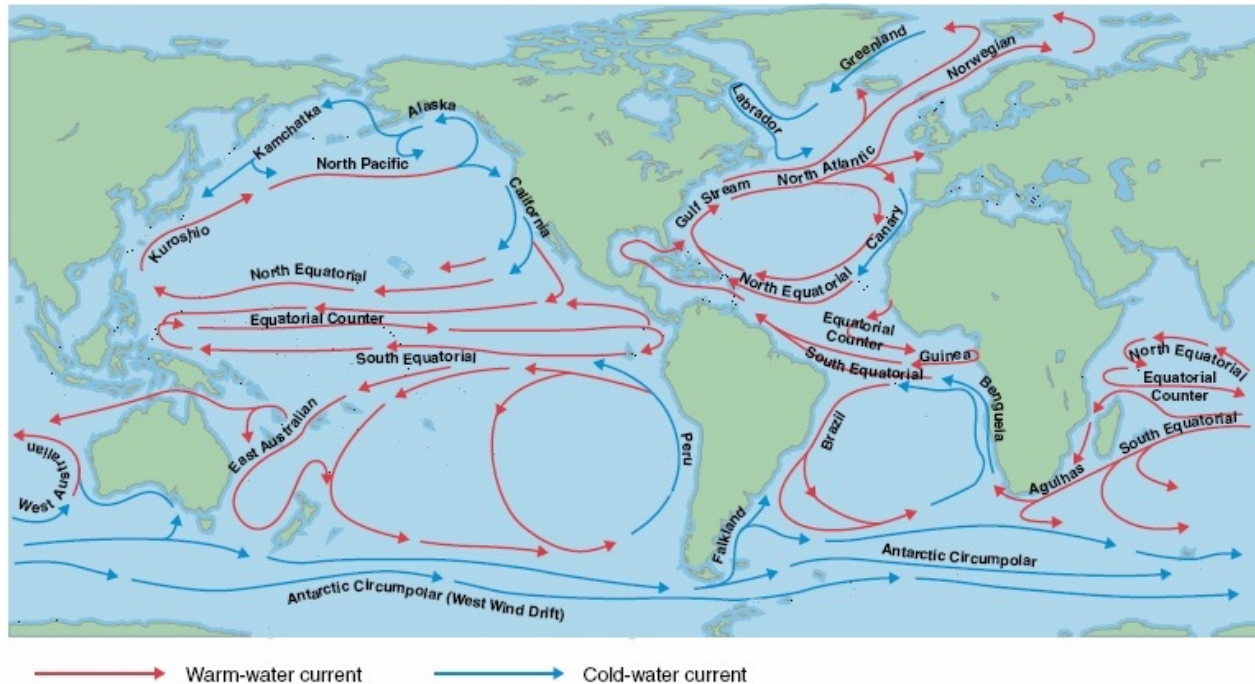 Greenland
Norwegian
Labrador
Alaska
Kamchatka
North Pacific
North Atlantic
Gulf Stream
California
Canary
Kuroshio
North Equatorial
North Equatorial
Equatorial Counter
Equatorial
Counter
Guinea
South Equatorial
South Equatorial
North Equatorial
Equatorial
Counter
South Equatorial
East Australian
West Australian
Peru
Brazil
Benguela
Agulhas
Falkland
Antarctic Circumpolar
Antarctic Circumpolar (West Wind Drift)
Warm-water current
Cold-water current